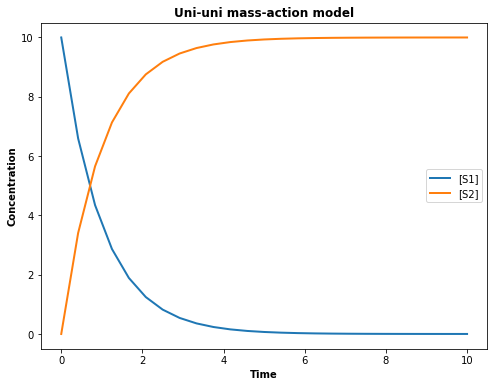 Uni-uni mass-action model
Concentration
10
8
6
4
2
0
[S1]
[S2]
0 2 4 6 8 10
Time